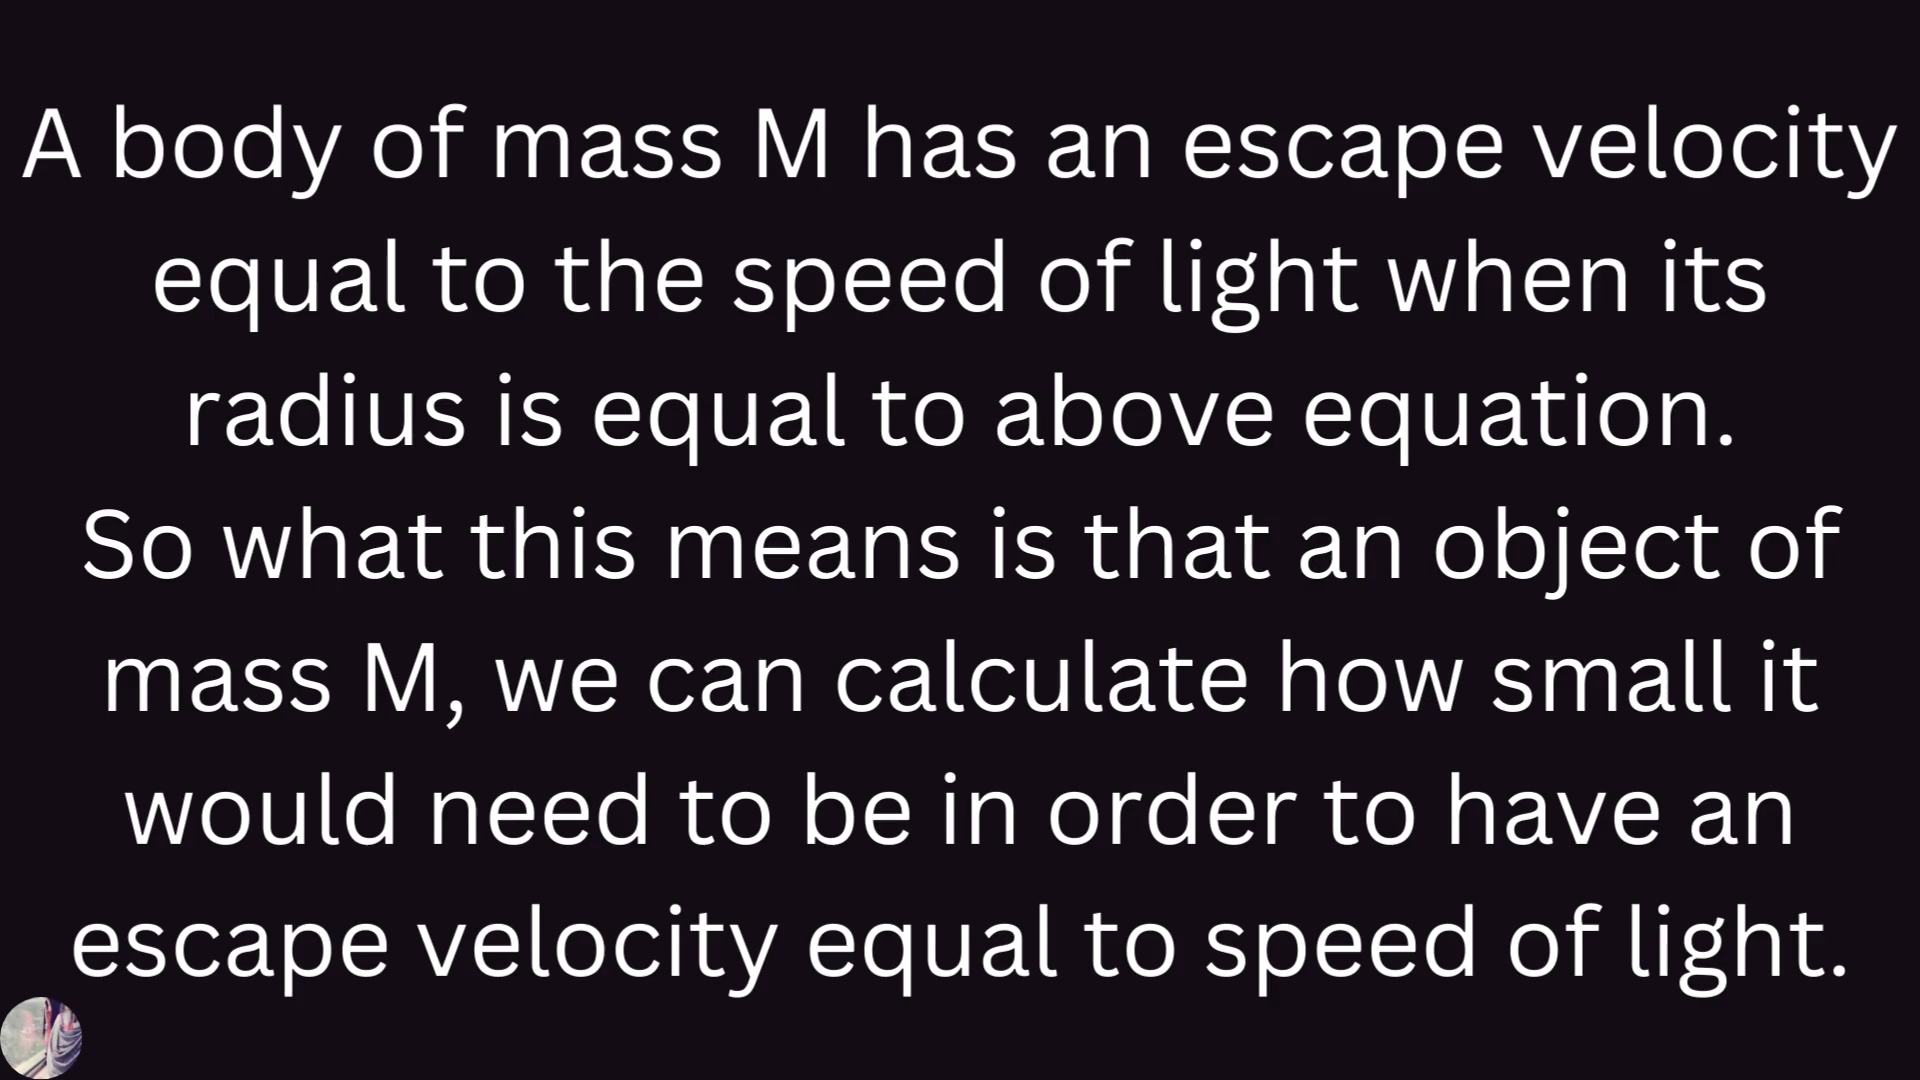 A body of mass M has an escape velocity
equal to the speed of light when its
radius is equal to above equation.
So what this means is that an object of
mass M, we can calculate how small it
would need to be in order to have an
escape velocity equal to speed of light.